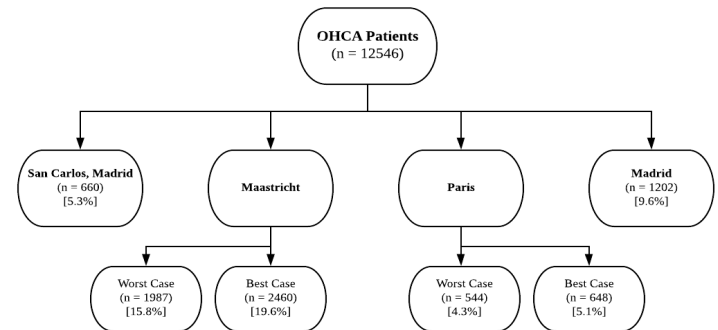 OHCA Patients
(n = 12546)
San Carlos, Madrid
(n = 660)
[5.3%]
Maastricht
Paris
Madrid
(n = 1202)
[9.6%]
Worst Case
(n = 1987)
[15.8%]
Best Case
(n = 2460)
[19.6%]
Worst Case
(n = 544)
[4.3%]
Best Case
(n = 648)
[5.1%]